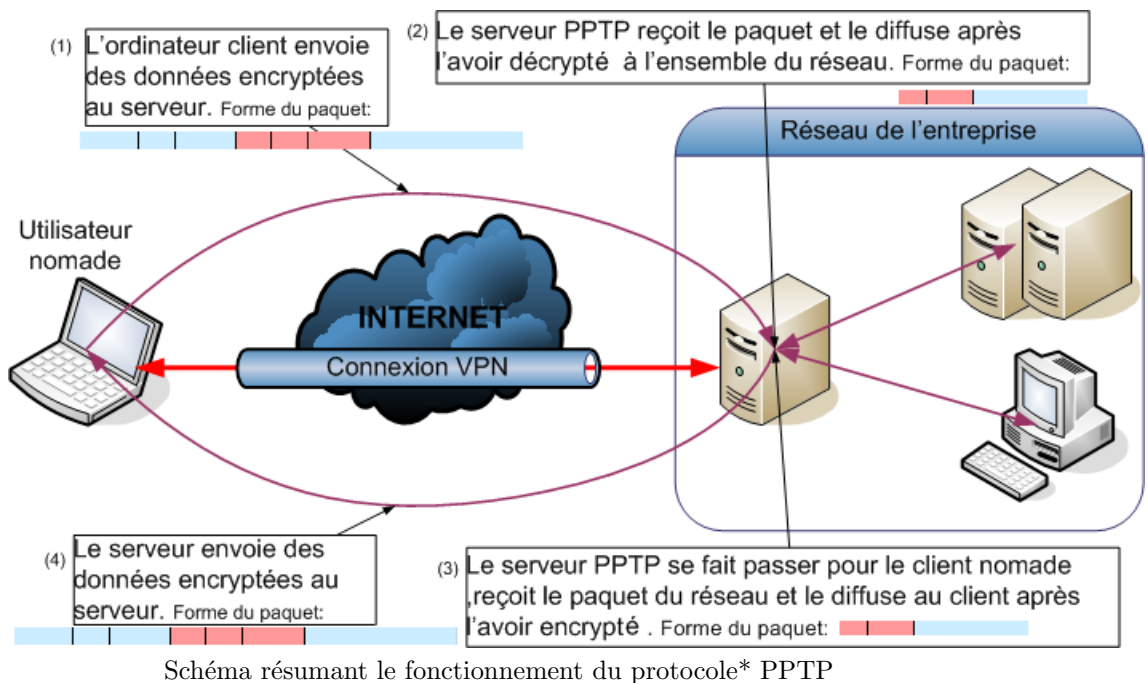 (1) L'ordinateur client envoie
des données encryptées
au serveur. Forme du paquet:
(2) Le serveur PPTP reçoit le paquet et le diffuse après
l'avoir décrypté à l'ensemble du réseau. Forme du paquet:
Réseau de l'entreprise
Utilisateur
nomade
INTERNET
Connexion VPN
(4) Le serveur envoie des
données encryptées au
serveur. Forme du paquet:
(3) Le serveur PPTP se fait passer pour le client nomade
,reçoit le paquet du réseau et le diffuse au client après
l'avoir encrypté . Forme du paquet:
Schéma résumant le fonctionnement du protocole* PPTP